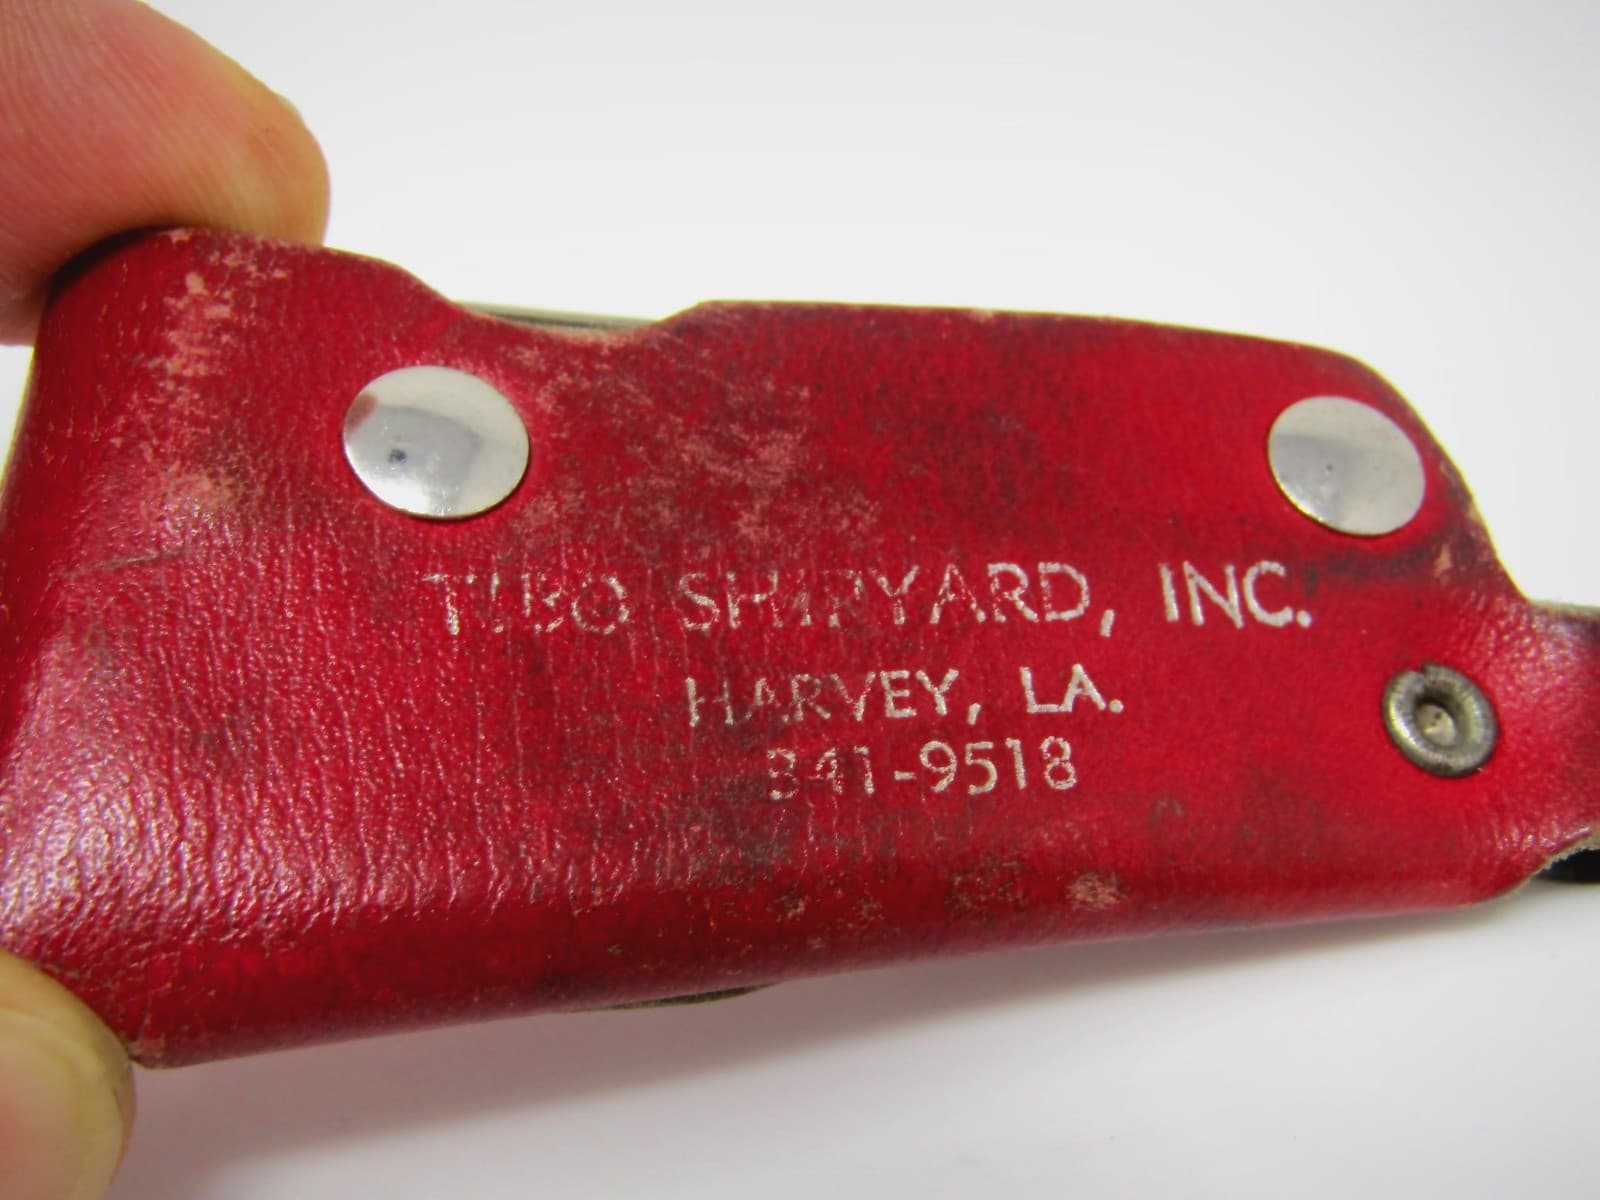 TIBO SHIPYARD, INC.
HARVEY, LA.
341-9518